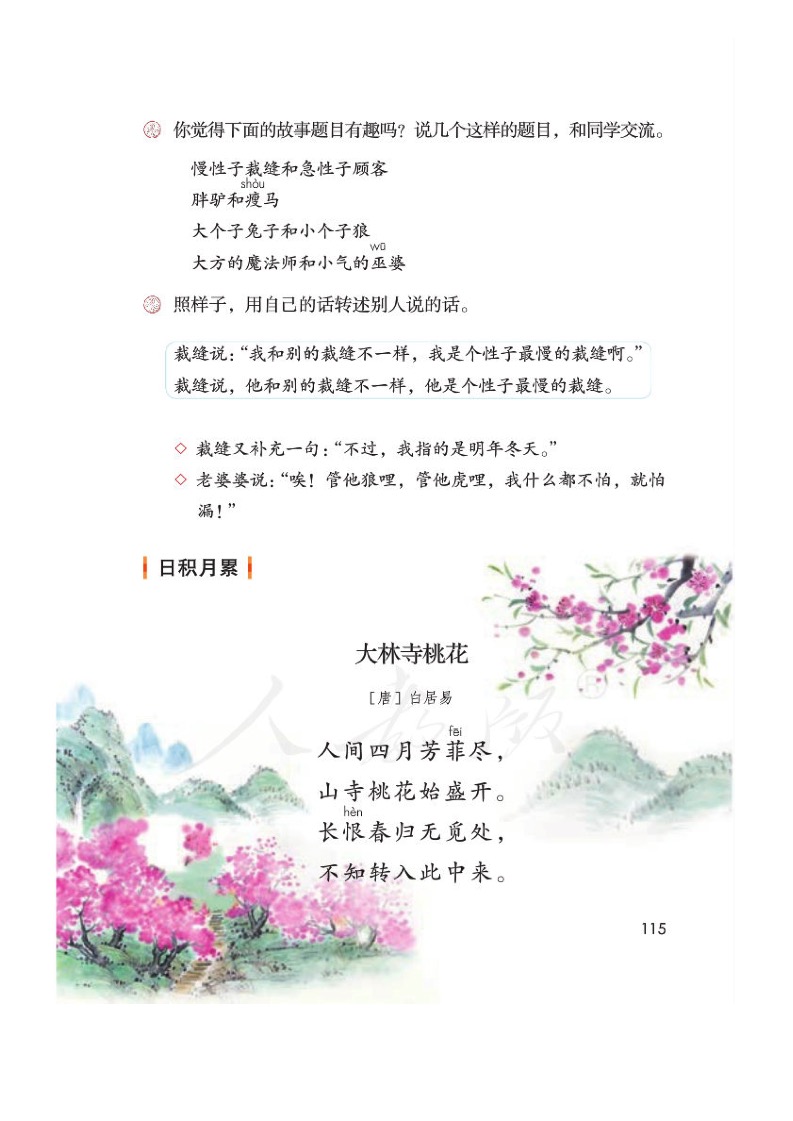 你觉得下面的故事题目有趣吗？说几个这样的题目，和同学交流。
慢性子裁缝和急性子顾客
shòu
胖驴和瘦马
大个子兔子和小个子狼
wū
大方的魔法师和小气的巫婆
照样子，用自己的话转述别人说的话。
裁缝说：“我和别的裁缝不一样，我是个性子最慢的裁缝啊。”
裁缝说，他和别的裁缝不一样，他是个性子最慢的裁缝。
◇ 裁缝又补充一句：“不过，我指的是明年冬天。”
◇ 老婆婆说：“唉！管他狼哩，管他虎哩，我什么都不怕，就怕
漏！”
日积月累
大林寺桃花
［唐］白居易
fēi
人间四月芳菲尽，
山寺桃花始盛开。
hèn
长恨春归无觅处，
不知转入此中来。
人教版®
115